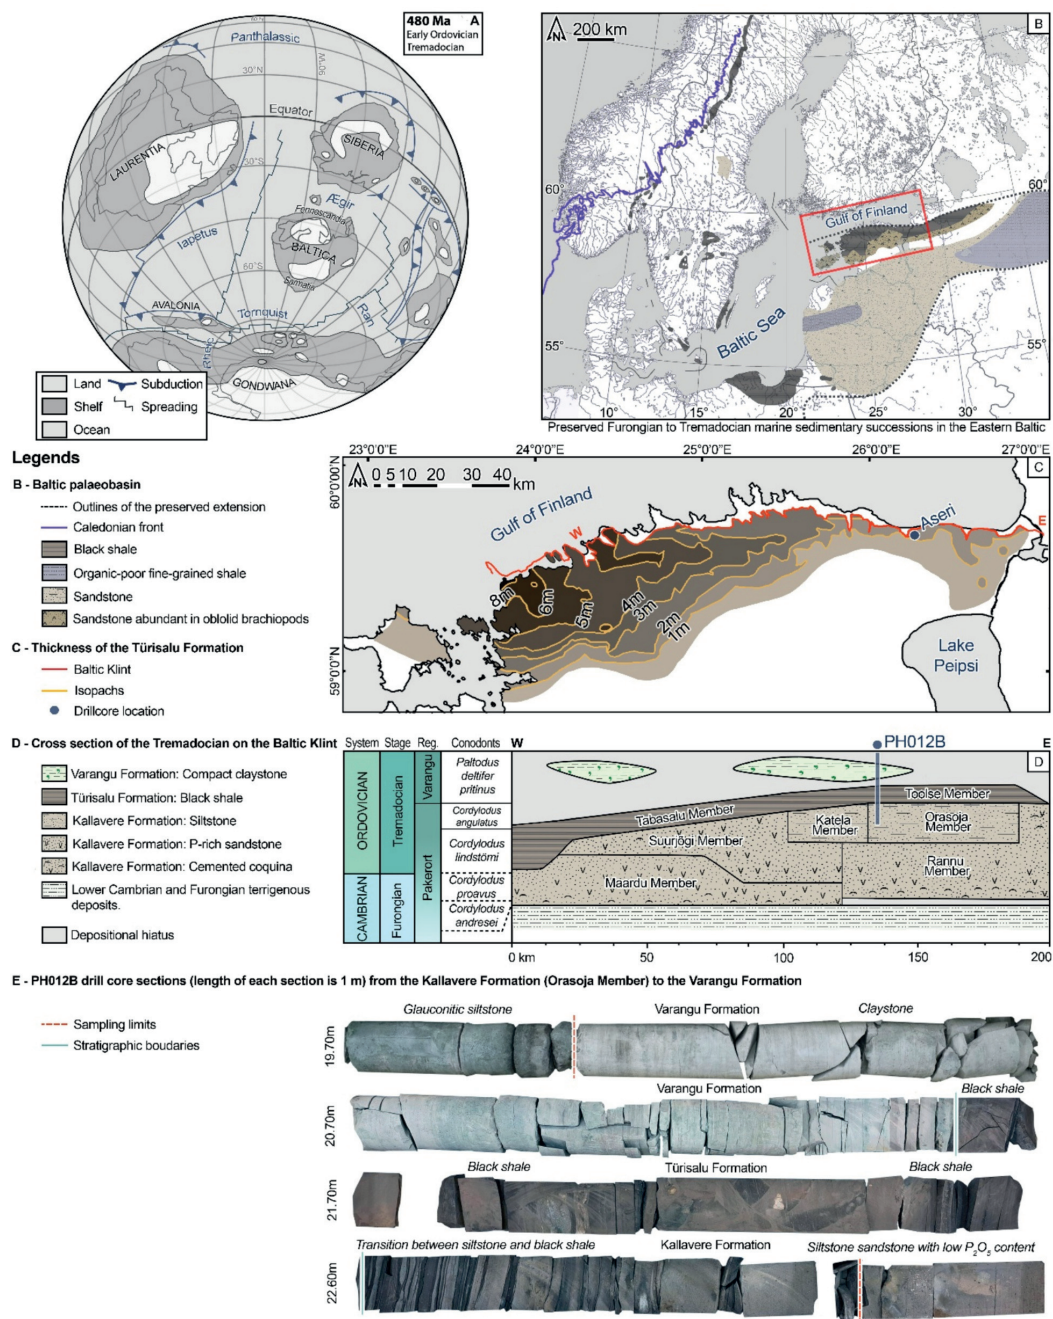 480 Ma A
Early Ordovician
Tremadocian
Panthalassic
30°N
90°W
Equator
LAURENTIA
SIBERIA
30°S
Ægir
Fennoscandia
Iapetus
BALTICA
Sarmatia
60°S
AVALONIA
Tornquist
Ran
Rheic
GONDWANA
Land Subduction
Shelf Spreading
Ocean
B
N 200 km
60°
60°
Gulf of Finland
Baltic Sea
55°
55°
10° 15° 20° 25° 30°
Preserved Furongian to Tremadocian marine sedimentary successions in the Eastern Baltic
Legends
B - Baltic palaeobasin
Outlines of the preserved extension
Caledonian front
Black shale
Organic-poor fine-grained shale
Sandstone
Sandstone abundant in oblolid brachiopods
C - Thickness of the Türisalu Formation
Baltic Klint
Isopachs
Drillcore location
23°0'0"E 24°0'0"E 25°0'0"E 26°0'0"E 27°0'0"E
C
N 0 5 10 20 30 40 km
60°0'0"N
Gulf of Finland
W
Aseri
E
8m
6m
5m
4m
3m
2m
1m
59°0'0"N
Lake
Peipsi
D - Cross section of the Tremadocian on the Baltic Klint
Varangu Formation: Compact claystone
Türisalu Formation: Black shale
Kallavere Formation: Siltstone
Kallavere Formation: P-rich sandstone
Kallavere Formation: Cemented coquina
Lower Cambrian and Furongian terrigenous
deposits.
Depositional hiatus
System Stage Reg. Conodonts W PH012B E
D
ORDOVICIAN
CAMBRIAN
Tremadocian
Furongian
Varangu
Pakerort
Paltodus
deltifer
pritinus
Cordylodus
angulatus
Cordylodus
lindstömi
Cordylodus
proavus
Cordylodus
andresei
Toolse Member
Tabasalu Member
Katela
Member
Orasoja
Member
Suurjõgi Member
Rannu
Member
Maardu Member
0 km 50 100 150 200
E - PH012B drill core sections (length of each section is 1 m) from the Kallavere Formation (Orasoja Member) to the Varangu Formation
Sampling limits
Stratigraphic boudaries
Glauconitic siltstone Varangu Formation Claystone
19.70m
Varangu Formation Black shale
20.70m
Black shale Türisalu Formation Black shale
21.70m
Transition between siltstone and black shale Kallavere Formation Siltstone sandstone with low P₂O₅ content
22.60m